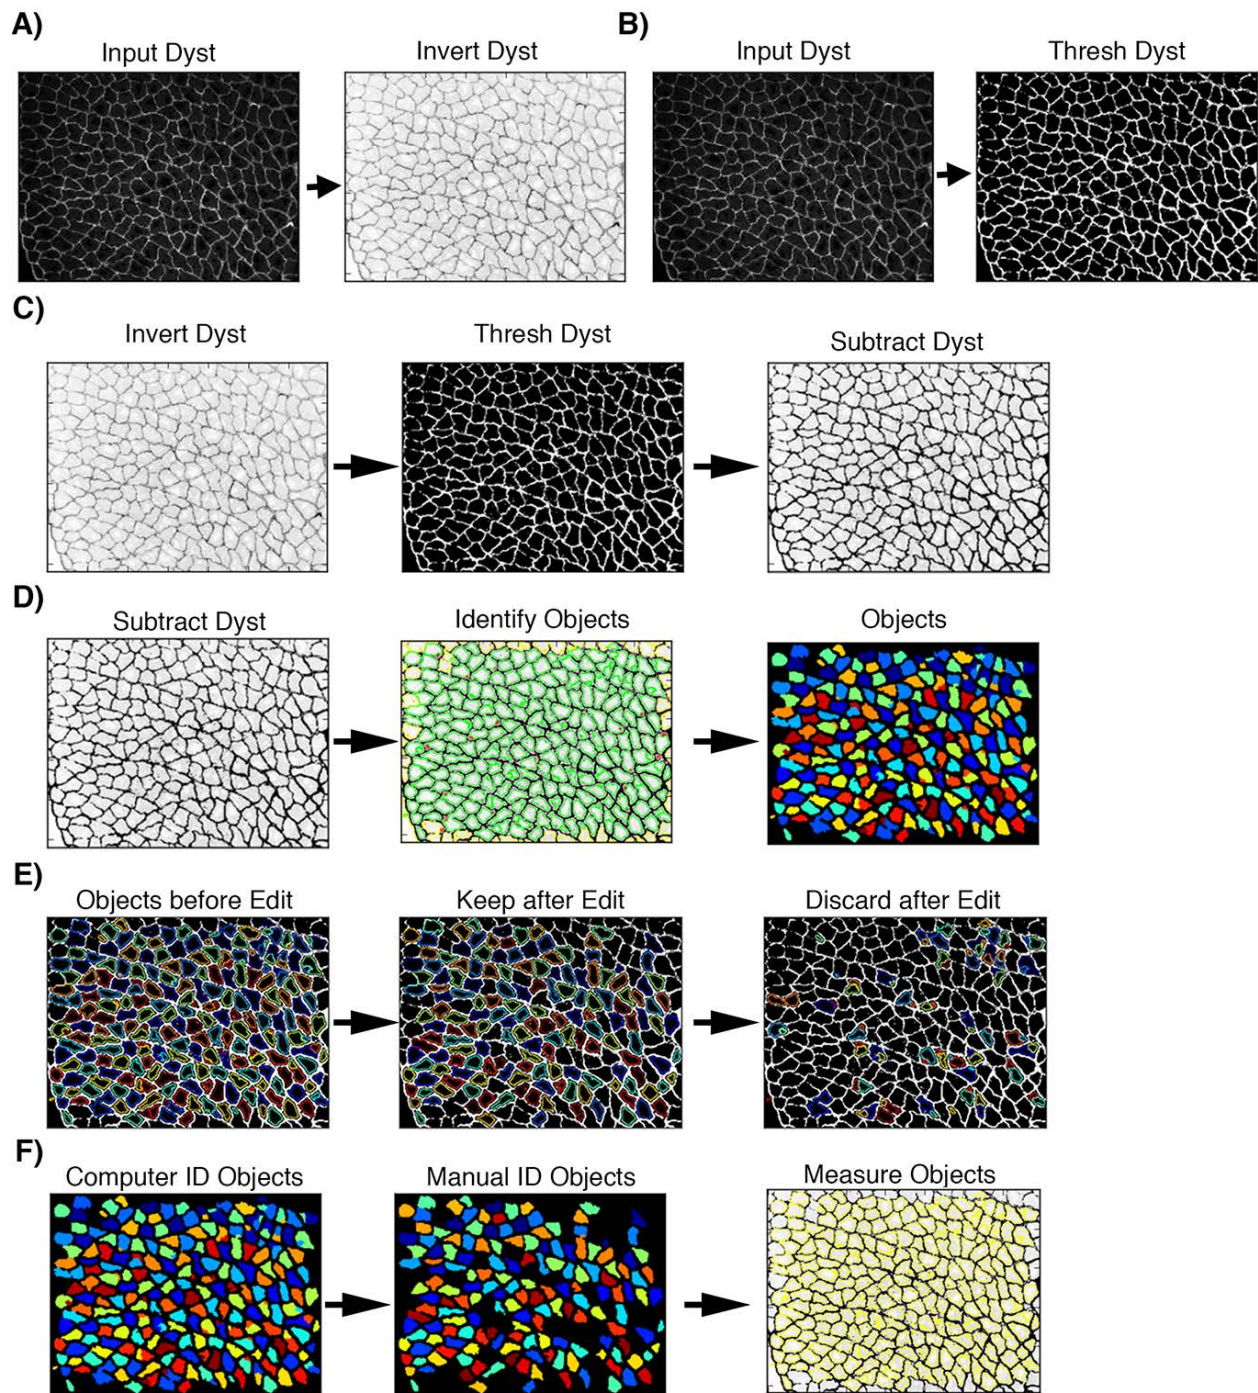 A)
Input Dyst
Invert Dyst
B)
Input Dyst
Thresh Dyst
C)
Invert Dyst
Thresh Dyst
Subtract Dyst
D)
Subtract Dyst
Identify Objects
Objects
E)
Objects before Edit
Keep after Edit
Discard after Edit
F)
Computer ID Objects
Manual ID Objects
Measure Objects